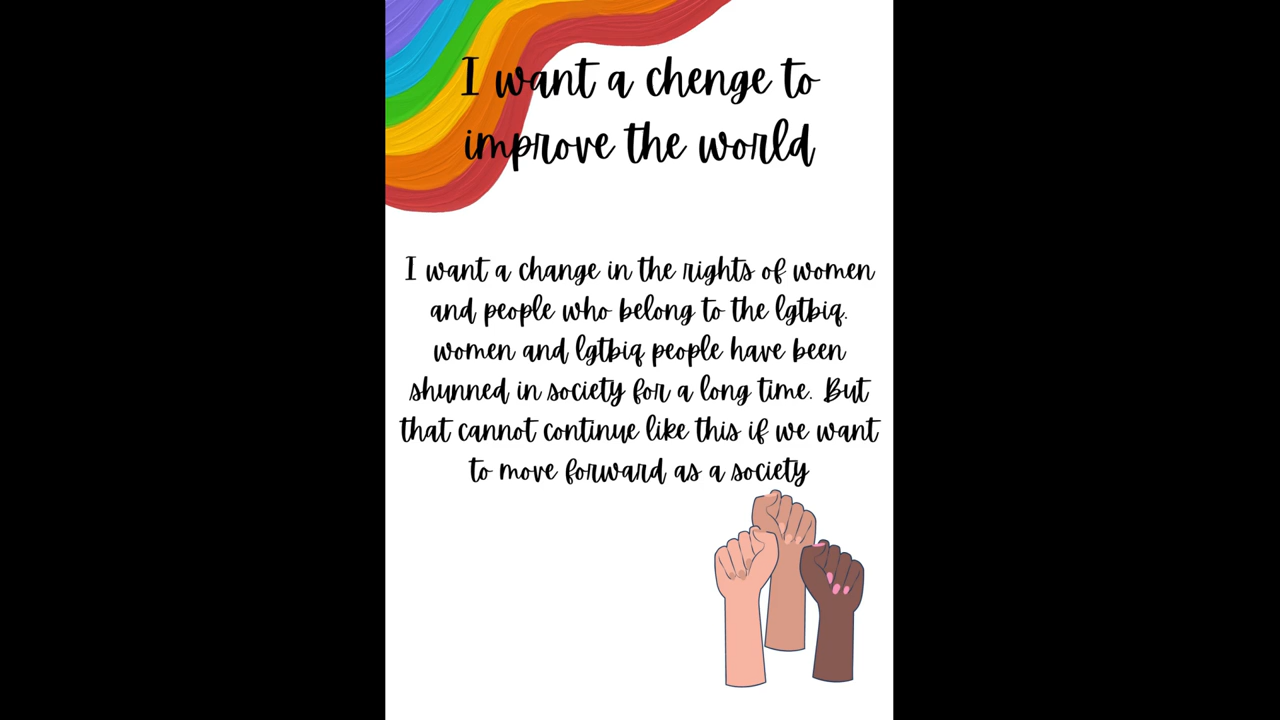 I want a chenge to
improve the world
I want a change in the rights of women
and people who belong to the lgtbiq.
women and lgtbiq people have been
shunned in society for a long time. But
that cannot continue like this if we want
to move forward as a society